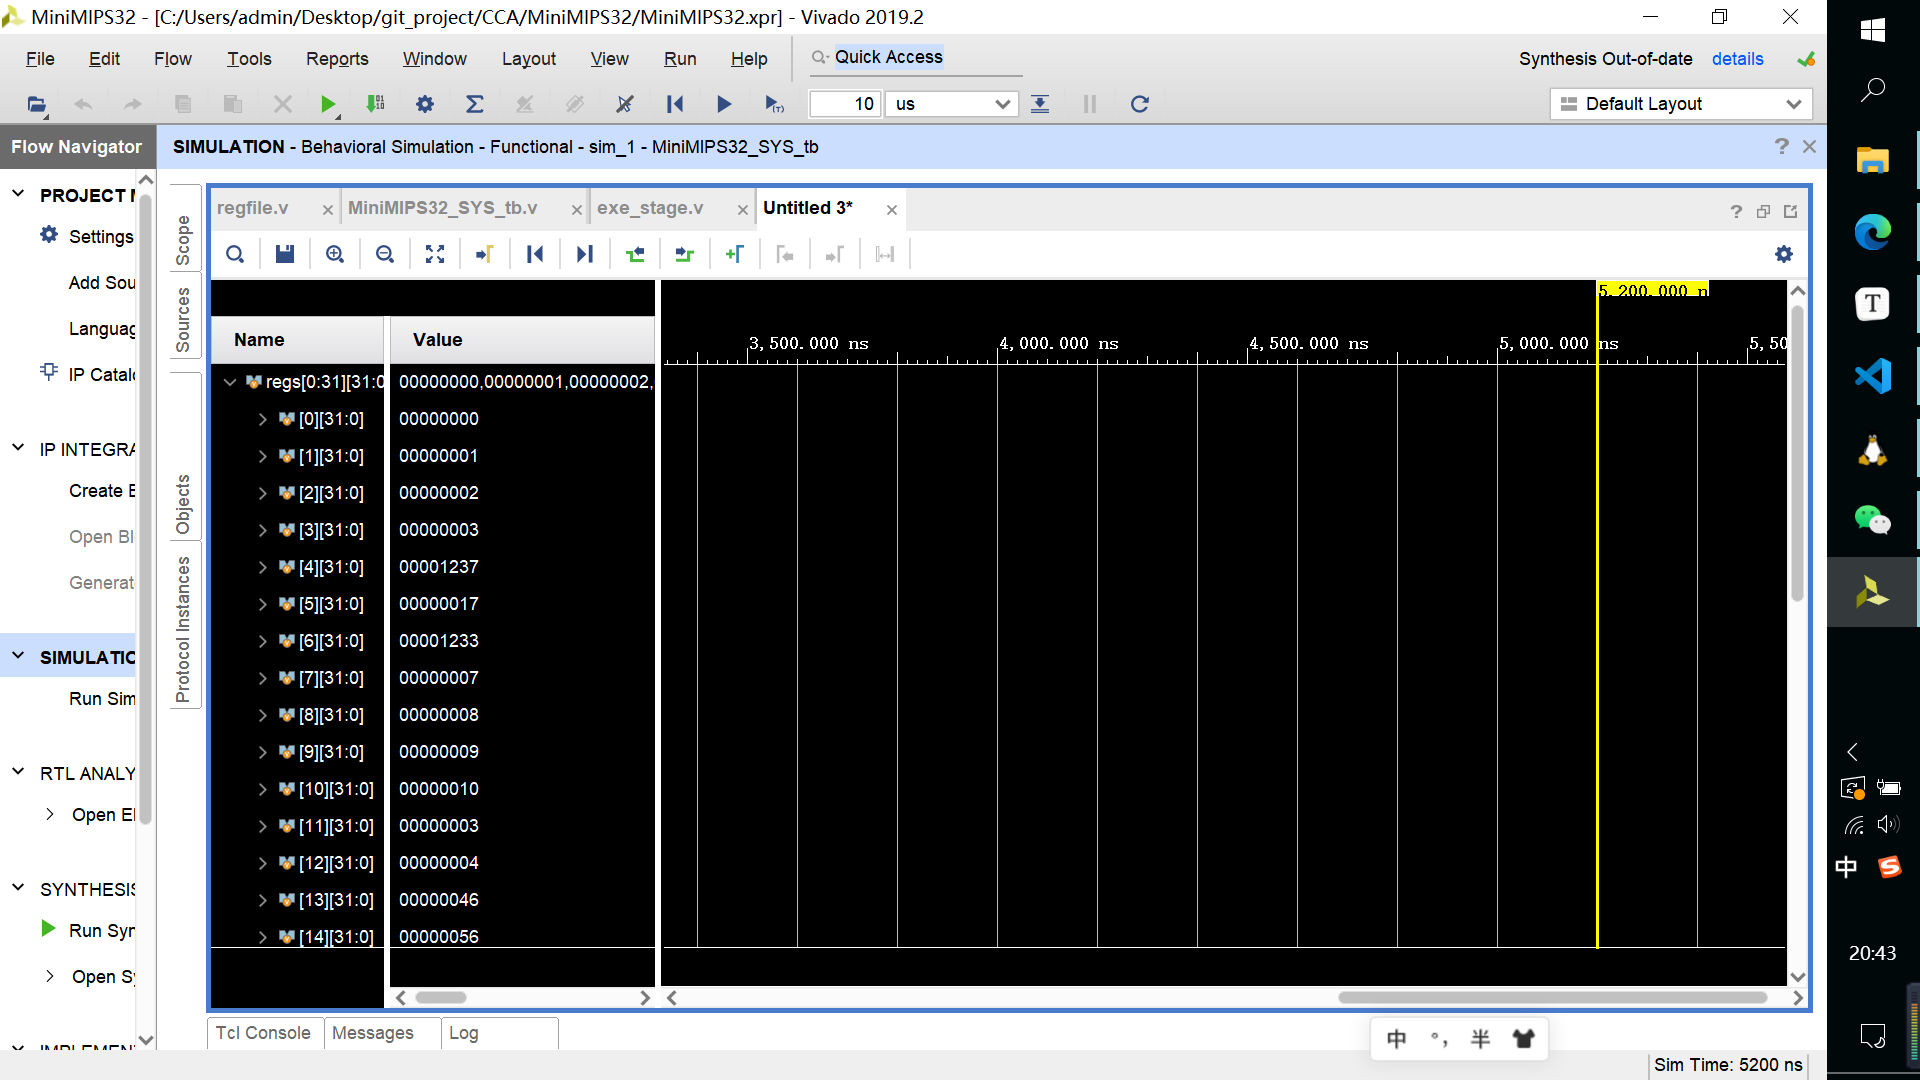 MiniMIPS32 - [C:/Users/admin/Desktop/git_project/CCA/MiniMIPS32/MiniMIPS32.xpr] - Vivado 2019.2
File Edit Flow Tools Reports Window Layout View Run Help Quick Access
Synthesis Out-of-date details
10 us
Default Layout
Flow Navigator
SIMULATION - Behavioral Simulation - Functional - sim_1 - MiniMIPS32_SYS_tb
PROJECT M
Settings
Add Sou
Languag
IP Catalo
IP INTEGRA
Create B
Open Bl
Generat
SIMULATIO
Run Sim
RTL ANALY
Open El
SYNTHESIS
Run Syn
Open Sy
IMPLEMEN
Scope
Sources
Objects
Protocol Instances
regfile.v
MiniMIPS32_SYS_tb.v
exe_stage.v
Untitled 3*
5,200.000 n
Name Value
3,500.000 ns 4,000.000 ns 4,500.000 ns 5,000.000 ns 5,50
regs[0:31][31:0 00000000,00000001,00000002,
[0][31:0] 00000000
[1][31:0] 00000001
[2][31:0] 00000002
[3][31:0] 00000003
[4][31:0] 00001237
[5][31:0] 00000017
[6][31:0] 00001233
[7][31:0] 00000007
[8][31:0] 00000008
[9][31:0] 00000009
[10][31:0] 00000010
[11][31:0] 00000003
[12][31:0] 00000004
[13][31:0] 00000046
[14][31:0] 00000056
Tcl Console Messages Log
中 °, 半
Sim Time: 5200 ns
T
中 S
20:43